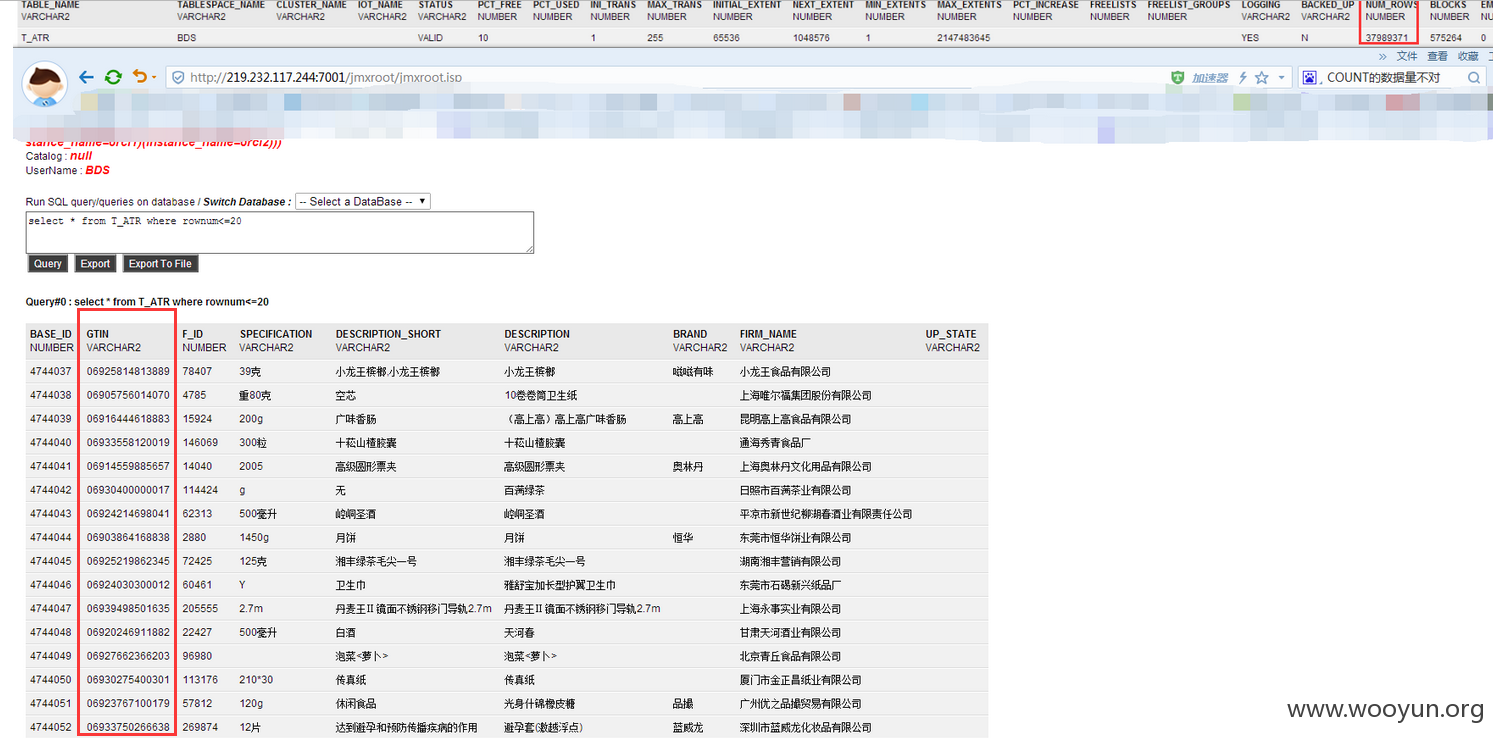 TABLE_NAME TABLESPACE_NAME CLUSTER_NAME IOT_NAME STATUS PCT_FREE PCT_USED INI_TRANS MAX_TRANS INITIAL_EXTENT NEXT_EXTENT MIN_EXTENTS MAX_EXTENTS PCT_INCREASE FREELISTS FREELIST_GROUPS LOGGING BACKED_UP NUM_ROWS BLOCKS EM
VARCHAR2 VARCHAR2 VARCHAR2 VARCHAR2 VARCHAR2 NUMBER NUMBER NUMBER NUMBER NUMBER NUMBER NUMBER NUMBER NUMBER NUMBER NUMBER VARCHAR2 VARCHAR2 NUMBER NUMBER NU
T_ATR BDS VALID 10 1 255 65536 1048576 1 2147483645 YES N 37989371 575264 0
» 文件 查看 收藏
http://219.232.117.244:7001/jmxroot/jmxroot.jsp 加速器 COUNT的数据量不对
stance_name=orcl1)(instance_name=orcl2)))
Catalog : null
UserName : BDS
Run SQL query/queries on database / Switch Database : -- Select a DataBase --
select * from T_ATR where rownum<=20
Query Export Export To File
Query#0 : select * from T_ATR where rownum<=20
BASE_ID GTIN F_ID SPECIFICATION DESCRIPTION_SHORT DESCRIPTION BRAND FIRM_NAME UP_STATE
NUMBER VARCHAR2 NUMBER VARCHAR2 VARCHAR2 VARCHAR2 VARCHAR2 VARCHAR2 VARCHAR2
4744037 06925814813889 78407 39克 小龙王槟榔,小龙王槟榔 小龙王槟榔 嗞嗞有味 小龙王食品有限公司
4744038 06905756014070 4785 重80克 空芯 10卷卷筒卫生纸 上海唯尔福集团股份有限公司
4744039 06916444618883 15924 200g 广味香肠 （高上高）高上高广味香肠 高上高 昆明高上高食品有限公司
4744040 06933558120019 146069 300粒 十菘山楂胶囊 十菘山楂胶囊 通海秀青食品厂
4744041 06914559885657 14040 2005 高级圆形票夹 高级圆形票夹 奥林丹 上海奥林丹文化用品有限公司
4744042 06930400000017 114424 g 无 百满绿茶 日照市百满茶业有限公司
4744043 06924214698041 62313 500毫升 崆峒圣酒 崆峒圣酒 平凉市新世纪柳湖春酒业有限责任公司
4744044 06903864168838 2880 1450g 月饼 月饼 恒华 东莞市恒华饼业有限公司
4744045 06925219862345 72425 125克 湘丰绿茶毛尖一号 湘丰绿茶毛尖一号 湖南湘丰营销有限公司
4744046 06924030300012 60461 Y 卫生巾 雅舒宝加长型护翼卫生巾 东莞市石碣新兴纸品厂
4744047 06939498501635 205555 2.7m 丹麦王II 镜面不锈钢移门导轨2.7m 丹麦王II 镜面不锈钢移门导轨2.7m 上海永事实业有限公司
4744048 06920246911882 22427 500毫升 白酒 天河春 甘肃天河酒业有限公司
4744049 06927662366203 96980 泡菜<萝卜> 泡菜<萝卜> 北京青丘食品有限公司
4744050 06930275400301 113176 210*30 传真纸 传真纸 厦门市金正昌纸业有限公司
4744051 06923767100179 57812 120g 休闲食品 光身什锦橡皮糖 品撮 广州优之品撮贸易有限公司
4744052 06933750266638 269874 12片 达到避孕和预防传播疾病的作用 避孕套(激越浮点) 蓝威龙 深圳市蓝威龙化妆品有限公司
www.wooyun.org